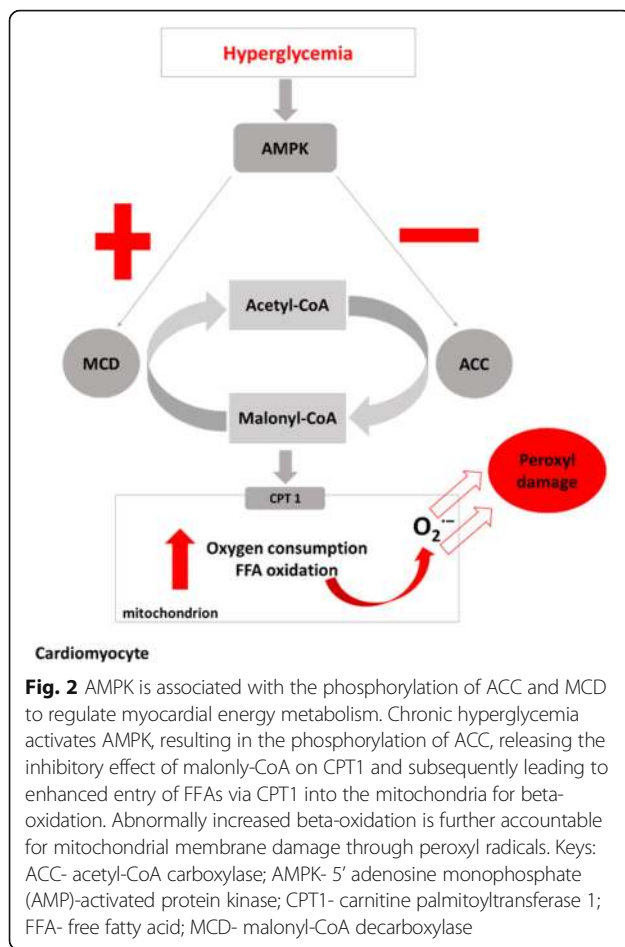 Hyperglycemia
AMPK
Acetyl-CoA
MCD
ACC
Malonyl-CoA
Peroxyl
damage
CPT 1
O₂˙⁻
Oxygen consumption
FFA oxidation
mitochondrion
Cardiomyocyte
Fig. 2 AMPK is associated with the phosphorylation of ACC and MCD
to regulate myocardial energy metabolism. Chronic hyperglycemia
activates AMPK, resulting in the phosphorylation of ACC, releasing the
inhibitory effect of malonly-CoA on CPT1 and subsequently leading to
enhanced entry of FFAs via CPT1 into the mitochondria for beta-
oxidation. Abnormally increased beta-oxidation is further accountable
for mitochondrial membrane damage through peroxyl radicals. Keys:
ACC- acetyl-CoA carboxylase; AMPK- 5’ adenosine monophosphate
(AMP)-activated protein kinase; CPT1- carnitine palmitoyltransferase 1;
FFA- free fatty acid; MCD- malonyl-CoA decarboxylase